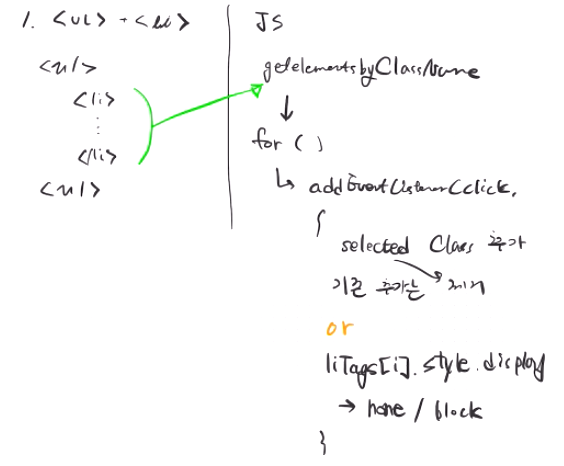 1. <ul> - <li>
<ul>
<li>
⋮
</li>
<ul>
JS
getelementsbyClassName
↓
for ( )
↳ addEventListener(click,
{
selected Class 추가
기존 추가는 제거
or
liTags[i].style.display
→ none / block
}